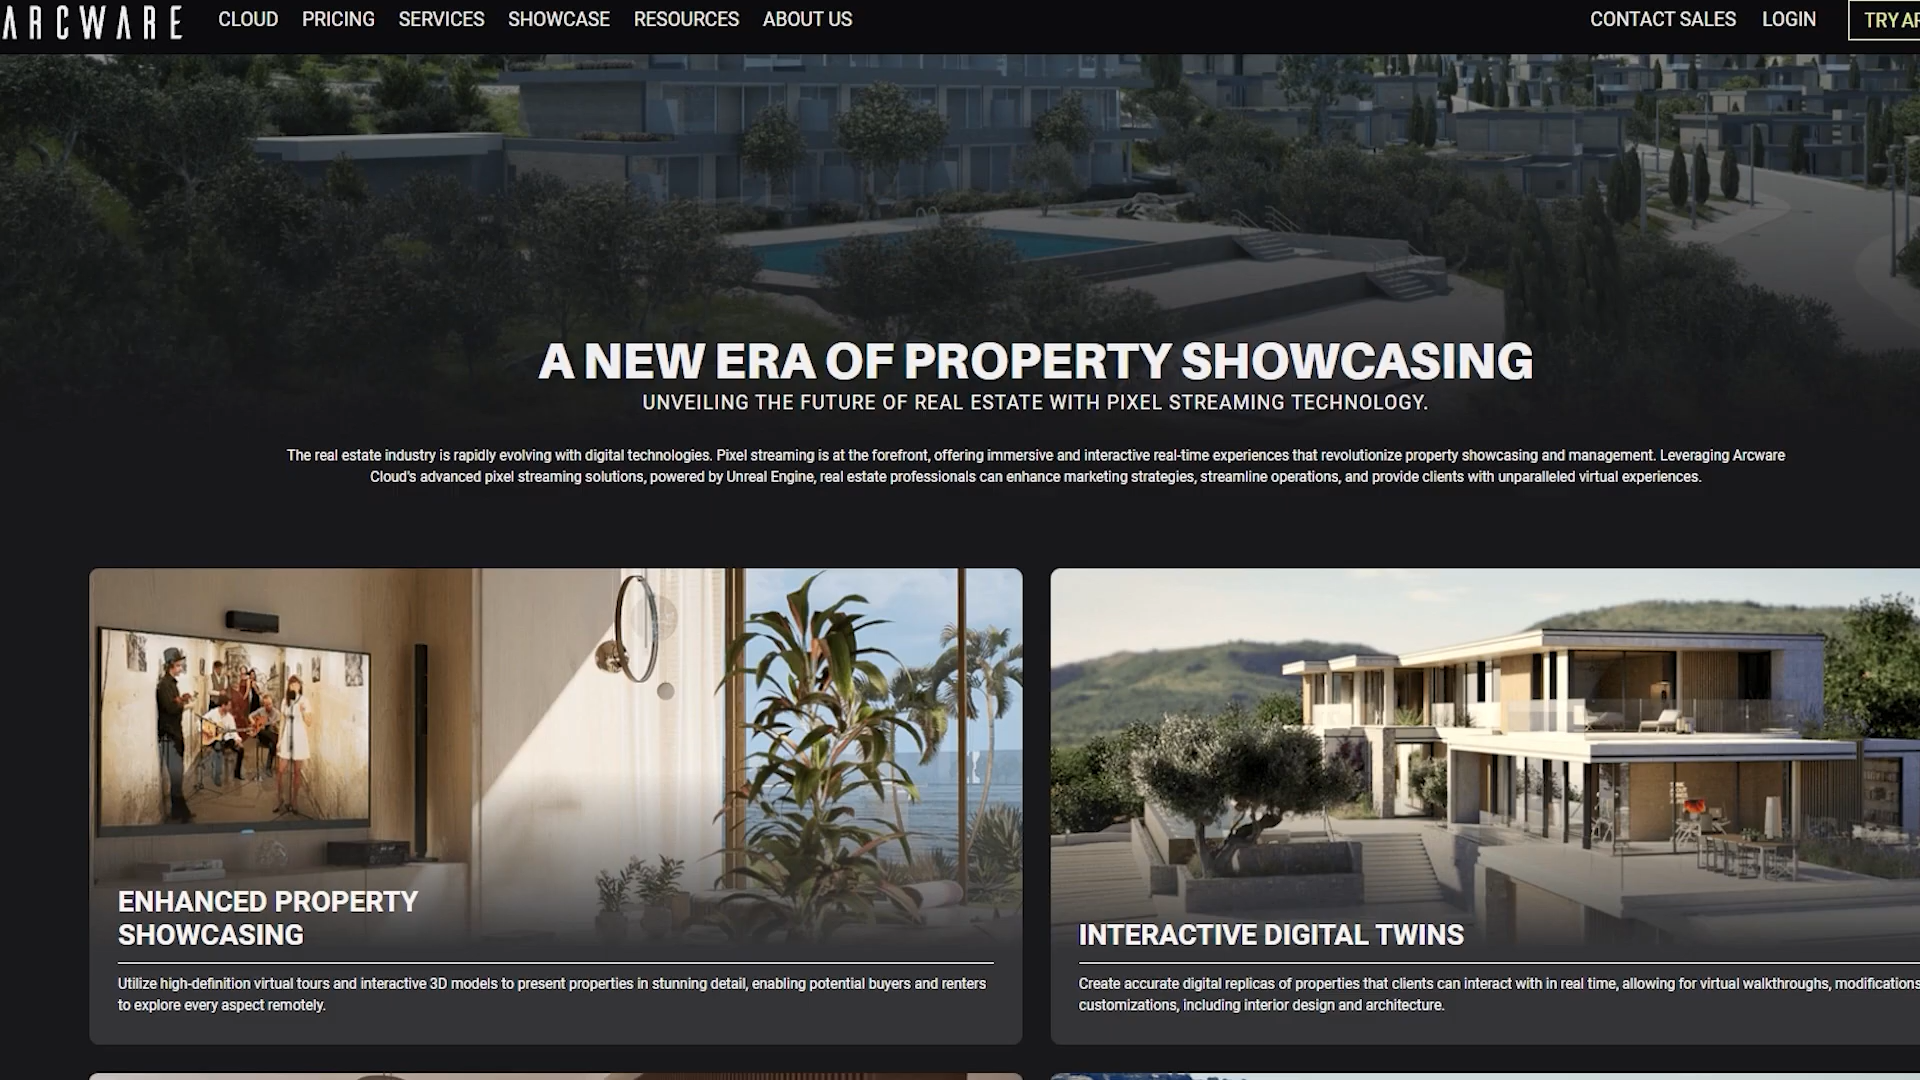 ARCWARE
CLOUD PRICING SERVICES SHOWCASE RESOURCES ABOUT US CONTACT SALES LOGIN TRY
A NEW ERA OF PROPERTY SHOWCASING
UNVEILING THE FUTURE OF REAL ESTATE WITH PIXEL STREAMING TECHNOLOGY.
The real estate industry is rapidly evolving with digital technologies. Pixel streaming is at the forefront, offering immersive and interactive real-time experiences that revolutionize property showcasing and management. Leveraging Arcware
Cloud's advanced pixel streaming solutions, powered by Unreal Engine, real estate professionals can enhance marketing strategies, streamline operations, and provide clients with unparalleled virtual experiences.
ENHANCED PROPERTY
SHOWCASING
Utilize high-definition virtual tours and interactive 3D models to present properties in stunning detail, enabling potential buyers and renters
to explore every aspect remotely.
INTERACTIVE DIGITAL TWINS
Create accurate digital replicas of properties that clients can interact with in real time, allowing for virtual walkthroughs, modifications
customizations, including interior design and architecture.